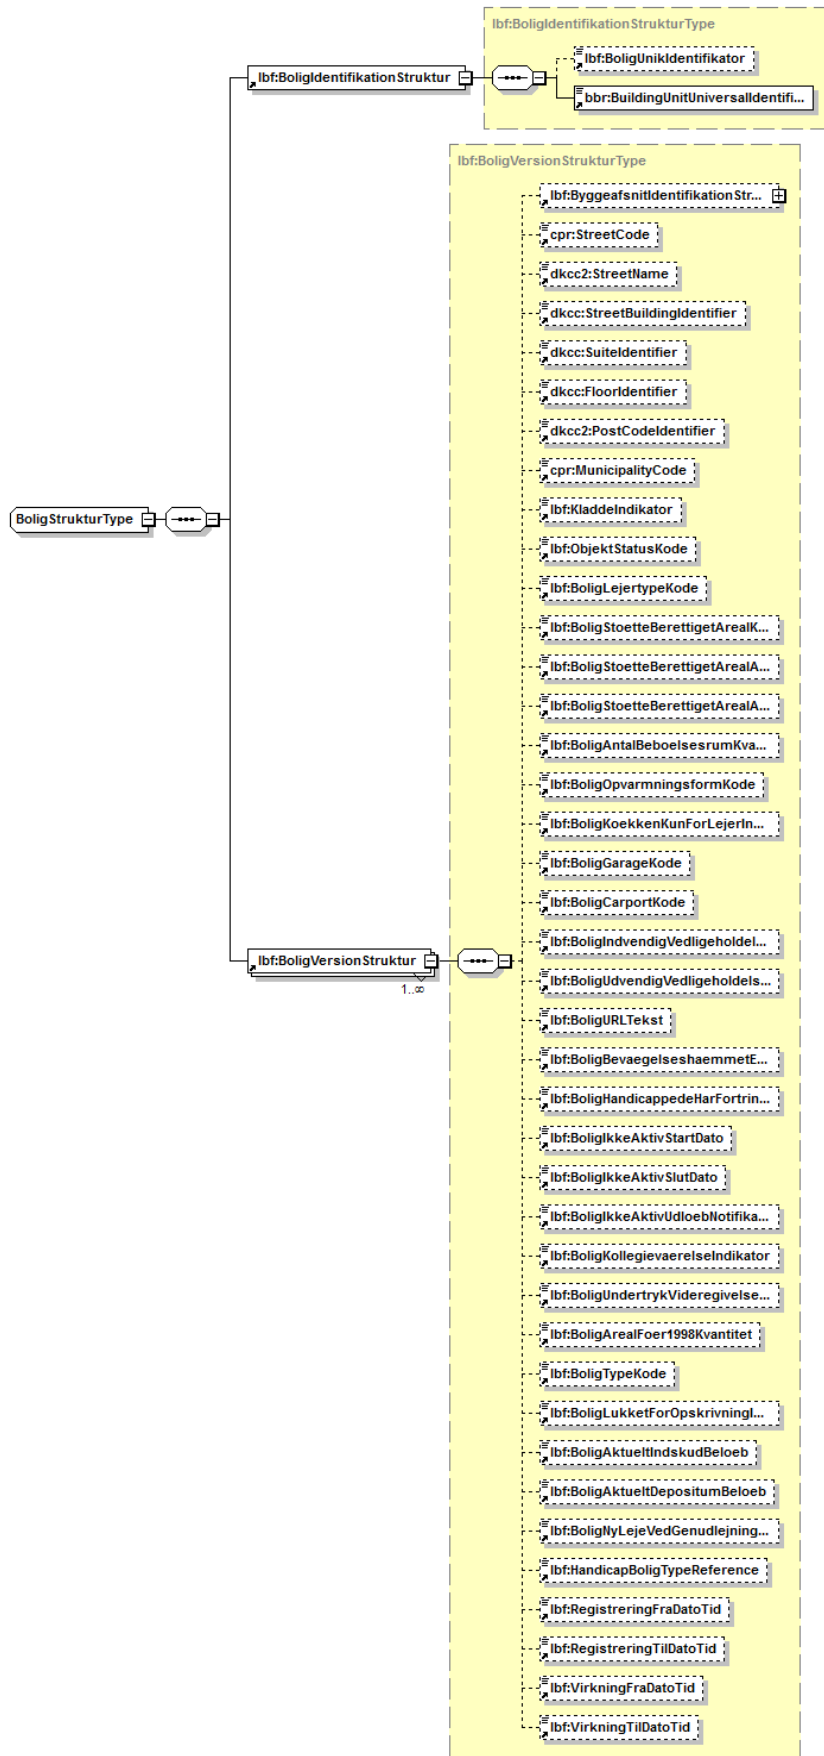 lbf:BoligIdentifikationStrukturType
lbf:BoligIdentifikationStruktur
lbf:BoligUnikIdentifikator
bbr:BuildingUnitUniversalIdentifi...
lbf:BoligVersionStrukturType
lbf:ByggeafsnitIdentifikationStr...
cpr:StreetCode
dkcc2:StreetName
dkcc:StreetBuildingIdentifier
dkcc:SuiteIdentifier
dkcc:FloorIdentifier
dkcc2:PostCodeIdentifier
cpr:MunicipalityCode
lbf:KladdeIndikator
BoligStrukturType
lbf:ObjektStatusKode
lbf:BoligLejertypeKode
lbf:BoligStoetteBerettigetArealK...
lbf:BoligStoetteBerettigetArealA...
lbf:BoligStoetteBerettigetArealA...
lbf:BoligAntalBeboelsesrumKva...
lbf:BoligOpvarmningsformKode
lbf:BoligKoekkenKunForLejerIn...
lbf:BoligGarageKode
lbf:BoligCarportKode
lbf:BoligIndvendigVedligeholdel...
lbf:BoligVersionStruktur
1..∞
lbf:BoligUdvendigVedligeholdels...
lbf:BoligURLTekst
lbf:BoligBevaegelseshaemmetE...
lbf:BoligHandicappedeHarFortrin...
lbf:BoligIkkeAktivStartDato
lbf:BoligIkkeAktivSlutDato
lbf:BoligIkkeAktivUdloebNotifika...
lbf:BoligKollegievaerelseIndikator
lbf:BoligUndertrykVideregivelse...
lbf:BoligArealFoer1998Kvantitet
lbf:BoligTypeKode
lbf:BoligLukketForOpskrivningI...
lbf:BoligAktueltIndskudBeloeb
lbf:BoligAktueltDepositumBeloeb
lbf:BoligNyLejeVedGenudlejning...
lbf:HandicapBoligTypeReference
lbf:RegistreringFraDatoTid
lbf:RegistreringTilDatoTid
lbf:VirkningFraDatoTid
lbf:VirkningTilDatoTid